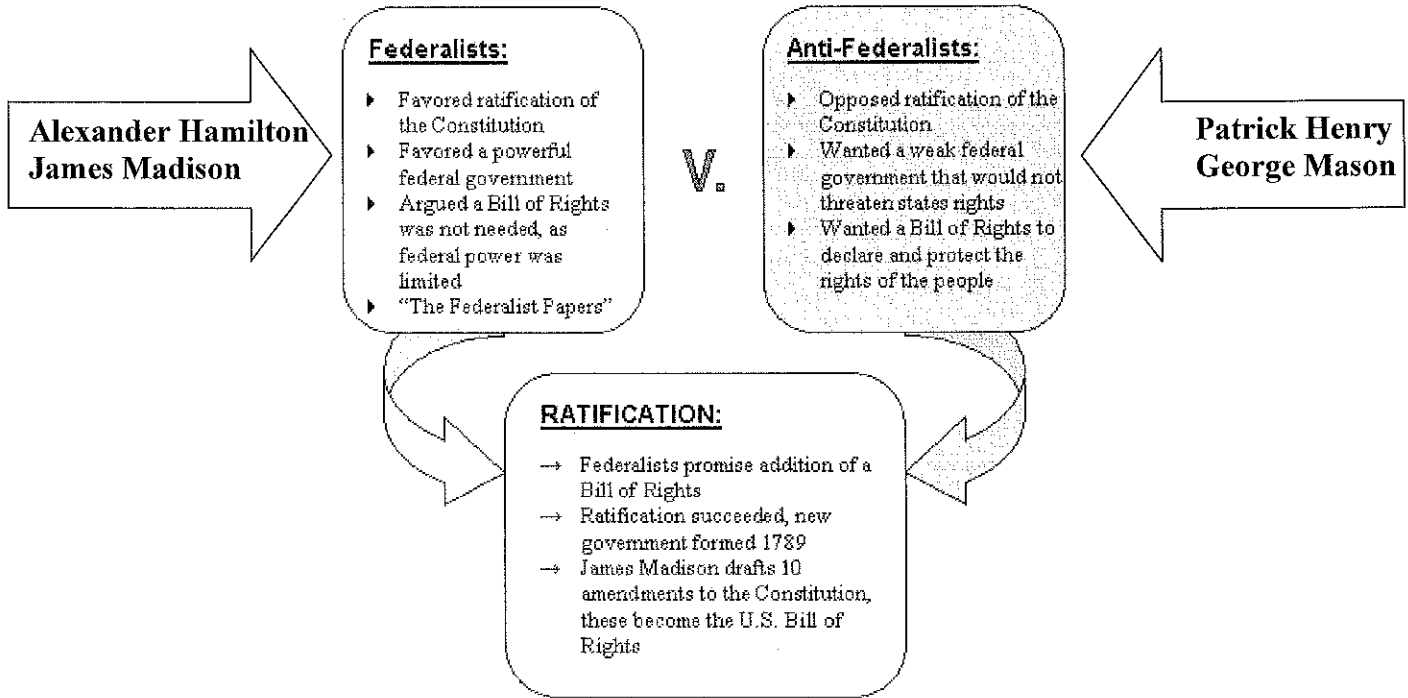 Alexander Hamilton
James Madison
Federalists:
▶ Favored ratification of
the Constitution
▶ Favored a powerful
federal government
▶ Argued a Bill of Rights
was not needed, as
federal power was
limited
▶ “The Federalist Papers”
V.
Anti-Federalists:
▶ Opposed ratification of the
Constitution
▶ Wanted a weak federal
government that would not
threaten states rights
▶ Wanted a Bill of Rights to
declare and protect the
rights of the people
Patrick Henry
George Mason
RATIFICATION:
→ Federalists promise addition of a
Bill of Rights
→ Ratification succeeded, new
government formed 1789
→ James Madison drafts 10
amendments to the Constitution,
these become the U.S. Bill of
Rights